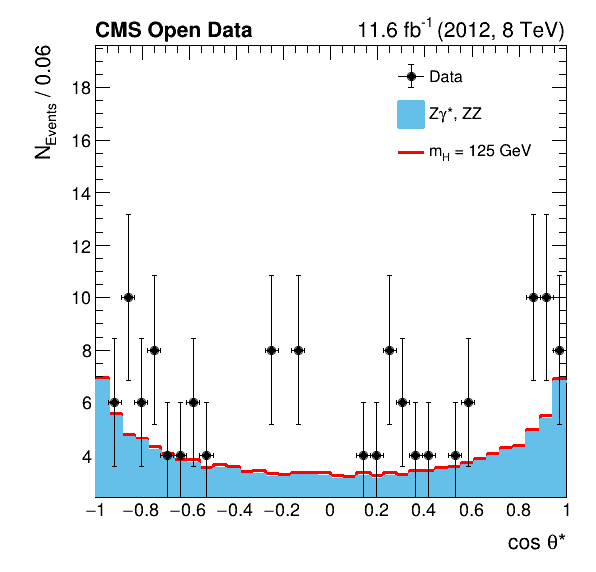 CMS Open Data 11.6 fb⁻¹ (2012, 8 TeV)
N_Events / 0.06
Data
Zγ*, ZZ
m_H = 125 GeV
18
16
14
12
10
8
6
4
−1 −0.8 −0.6 −0.4 −0.2 0 0.2 0.4 0.6 0.8 1
cos θ*